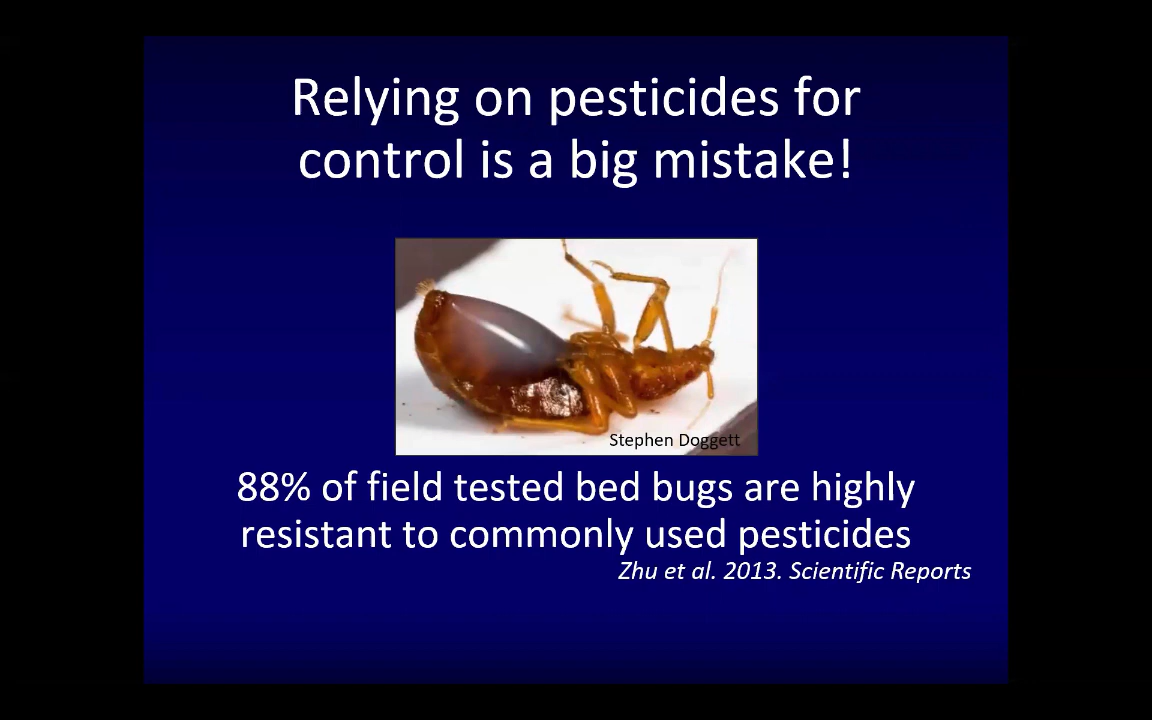 Relying on pesticides for
control is a big mistake!
Stephen Doggett
88% of field tested bed bugs are highly
resistant to commonly used pesticides
Zhu et al. 2013. Scientific Reports